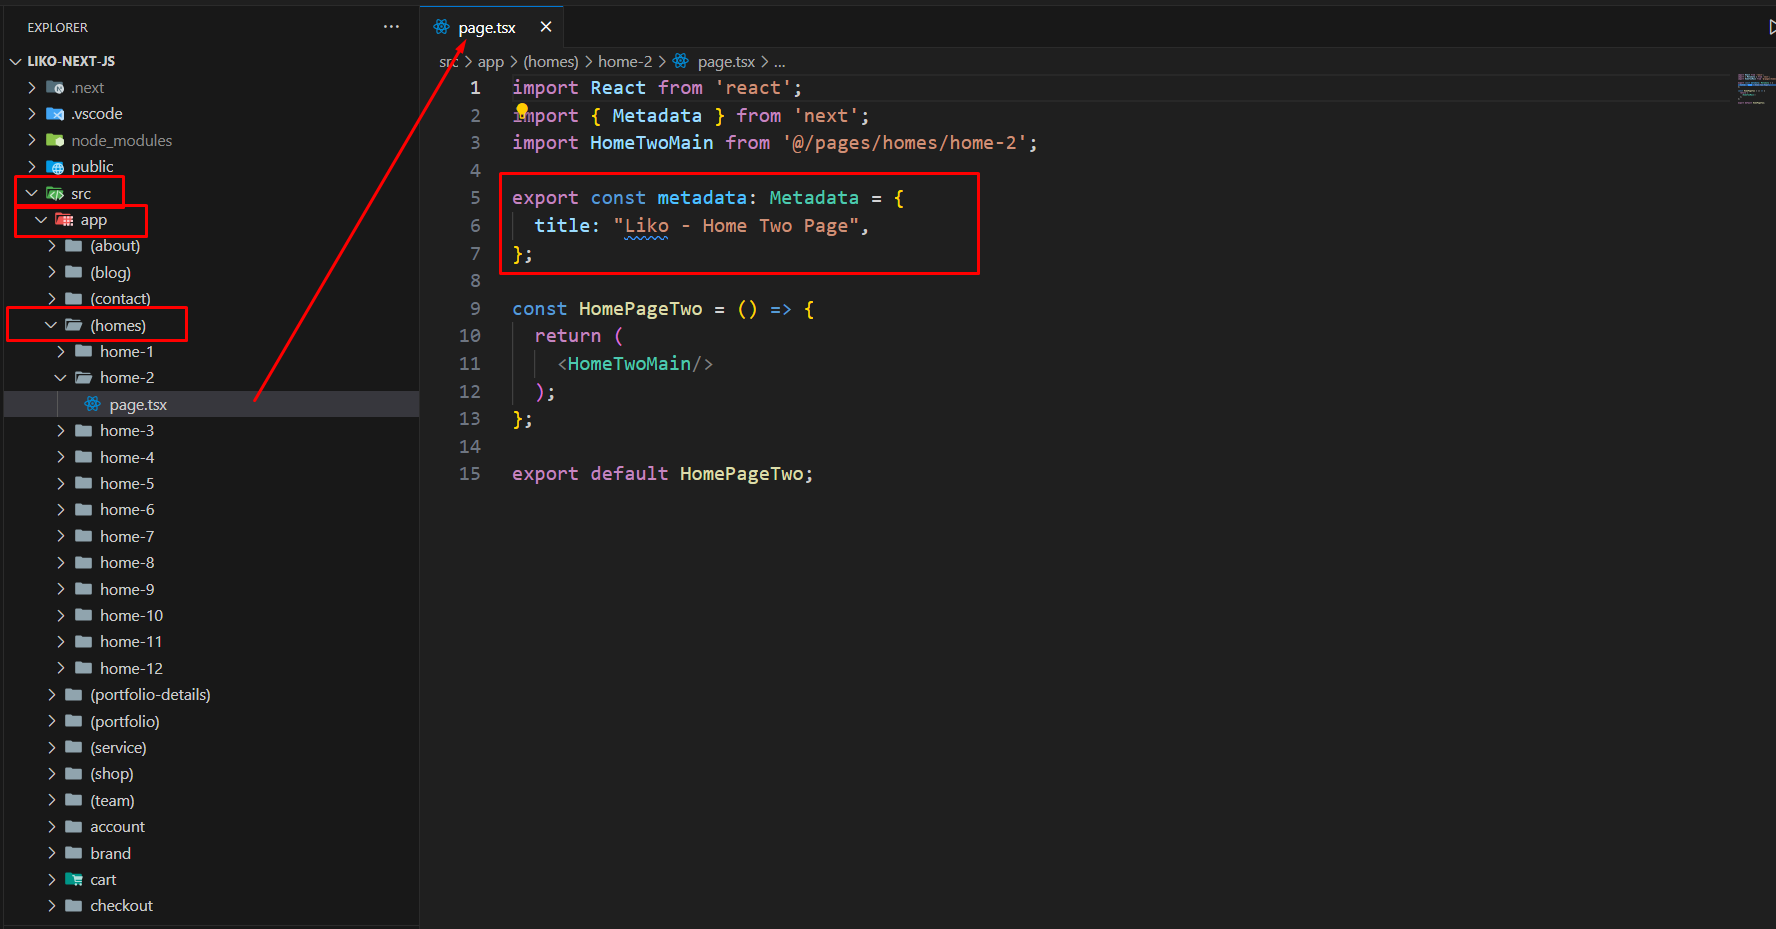 EXPLORER
LIKO-NEXT-JS
.next
.vscode
node_modules
public
src
app
(about)
(blog)
(contact)
(homes)
home-1
home-2
page.tsx
home-3
home-4
home-5
home-6
home-7
home-8
home-9
home-10
home-11
home-12
(portfolio-details)
(portfolio)
(service)
(shop)
(team)
account
brand
cart
checkout
page.tsx
src > app > (homes) > home-2 > page.tsx > ...
1 import React from 'react';
2 import { Metadata } from 'next';
3 import HomeTwoMain from '@/pages/homes/home-2';
4
5 export const metadata: Metadata = {
6 title: "Liko - Home Two Page",
7 };
8
9 const HomePageTwo = () => {
10 return (
11 <HomeTwoMain/>
12 );
13 };
14
15 export default HomePageTwo;